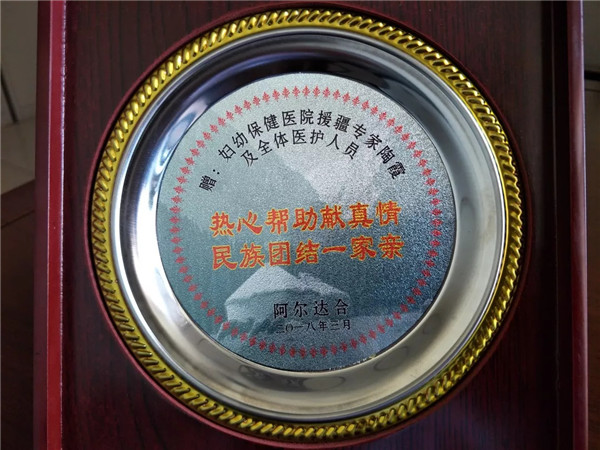 赠：妇幼保健医院援疆专家陶霞
及全体医护人员
热心帮助献真情
民族团结一家亲
阿尔达合
二〇一八年三月